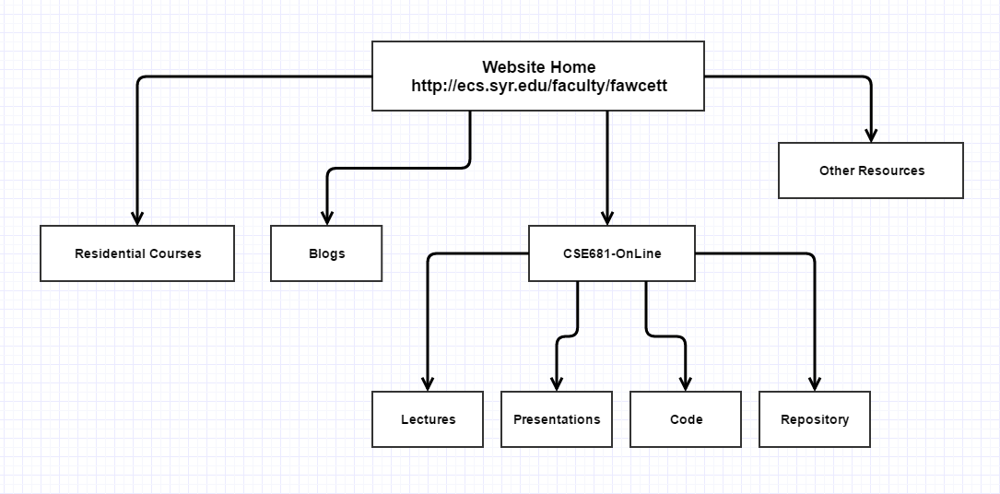 Website Home
http://ecs.syr.edu/faculty/fawcett
Other Resources
Residential Courses
Blogs
CSE681-OnLine
Lectures
Presentations
Code
Repository